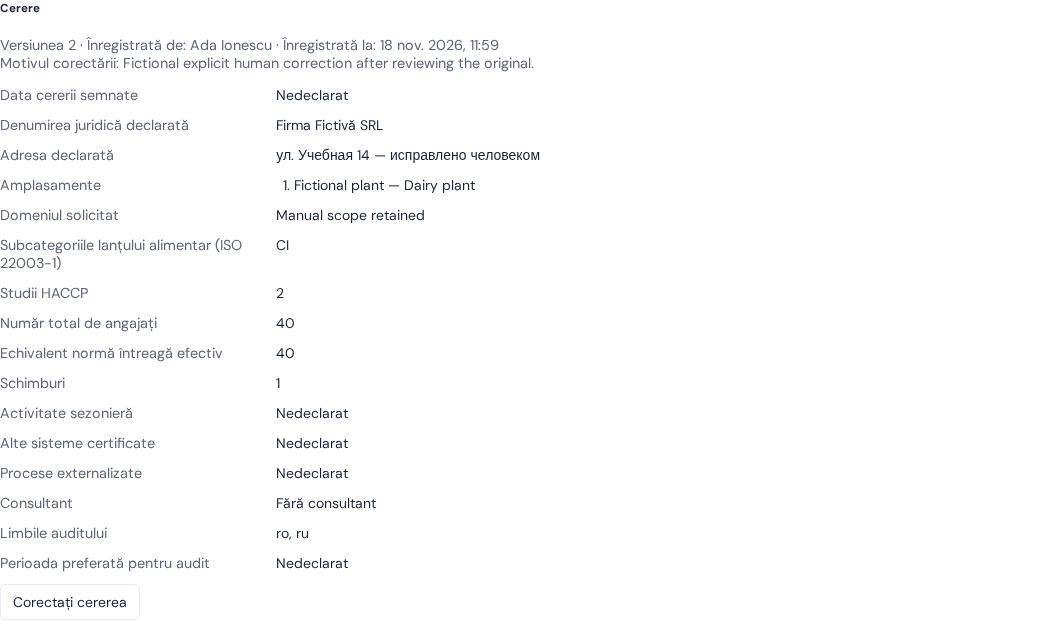 Cerere
Versiunea 2 · Înregistrată de: Ada Ionescu · Înregistrată la: 18 nov. 2026, 11:59
Motivul corectării: Fictional explicit human correction after reviewing the original.
Data cererii semnate Nedeclarat
Denumirea juridică declarată Firma Fictivă SRL
Adresa declarată ул. Учебная 14 — исправлено человеком
Amplasamente 1. Fictional plant — Dairy plant
Domeniul solicitat Manual scope retained
Subcategoriile lanțului alimentar (ISO 22003-1) CI
Studii HACCP 2
Număr total de angajați 40
Echivalent normă întreagă efectiv 40
Schimburi 1
Activitate sezonieră Nedeclarat
Alte sisteme certificate Nedeclarat
Procese externalizate Nedeclarat
Consultant Fără consultant
Limbile auditului ro, ru
Perioada preferată pentru audit Nedeclarat
Corectați cererea